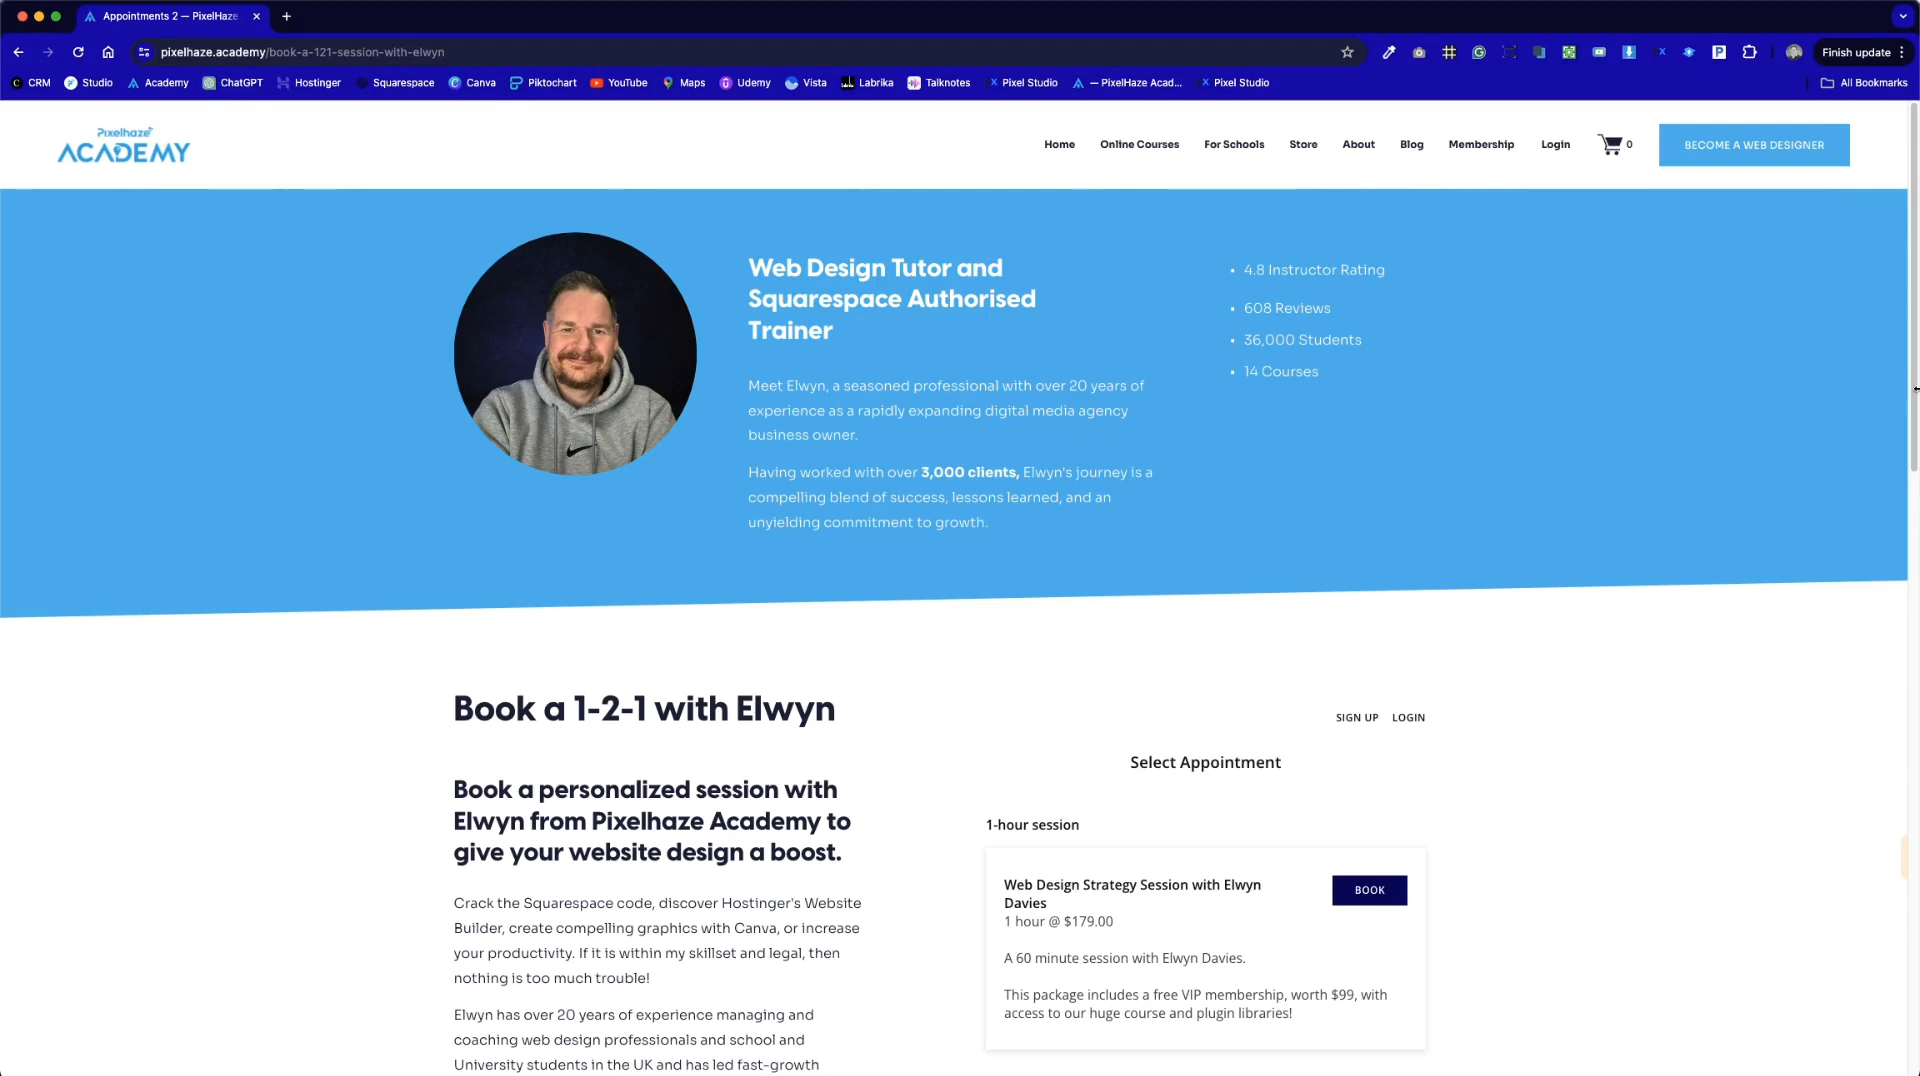 Appointments 2 — PixelHaze
pixelhaze.academy/book-a-121-session-with-elwyn
Finish update
CRM Studio Academy ChatGPT Hostinger Squarespace Canva Piktochart YouTube Maps Udemy Vista Labrika Talknotes Pixel Studio — PixelHaze Acad... Pixel Studio All Bookmarks
Pixelhaze
ACADEMY
Home Online Courses For Schools Store About Blog Membership Login 0 BECOME A WEB DESIGNER
Web Design Tutor and
Squarespace Authorised
Trainer
Meet Elwyn, a seasoned professional with over 20 years of
experience as a rapidly expanding digital media agency
business owner.
Having worked with over 3,000 clients, Elwyn's journey is a
compelling blend of success, lessons learned, and an
unyielding commitment to growth.
• 4.8 Instructor Rating
• 608 Reviews
• 36,000 Students
• 14 Courses
Book a 1-2-1 with Elwyn
Book a personalized session with
Elwyn from Pixelhaze Academy to
give your website design a boost.
Crack the Squarespace code, discover Hostinger's Website
Builder, create compelling graphics with Canva, or increase
your productivity. If it is within my skillset and legal, then
nothing is too much trouble!
Elwyn has over 20 years of experience managing and
coaching web design professionals and school and
University students in the UK and has led fast-growth
SIGN UP LOGIN
Select Appointment
1-hour session
Web Design Strategy Session with Elwyn
Davies
BOOK
1 hour @ $179.00
A 60 minute session with Elwyn Davies.
This package includes a free VIP membership, worth $99, with
access to our huge course and plugin libraries!